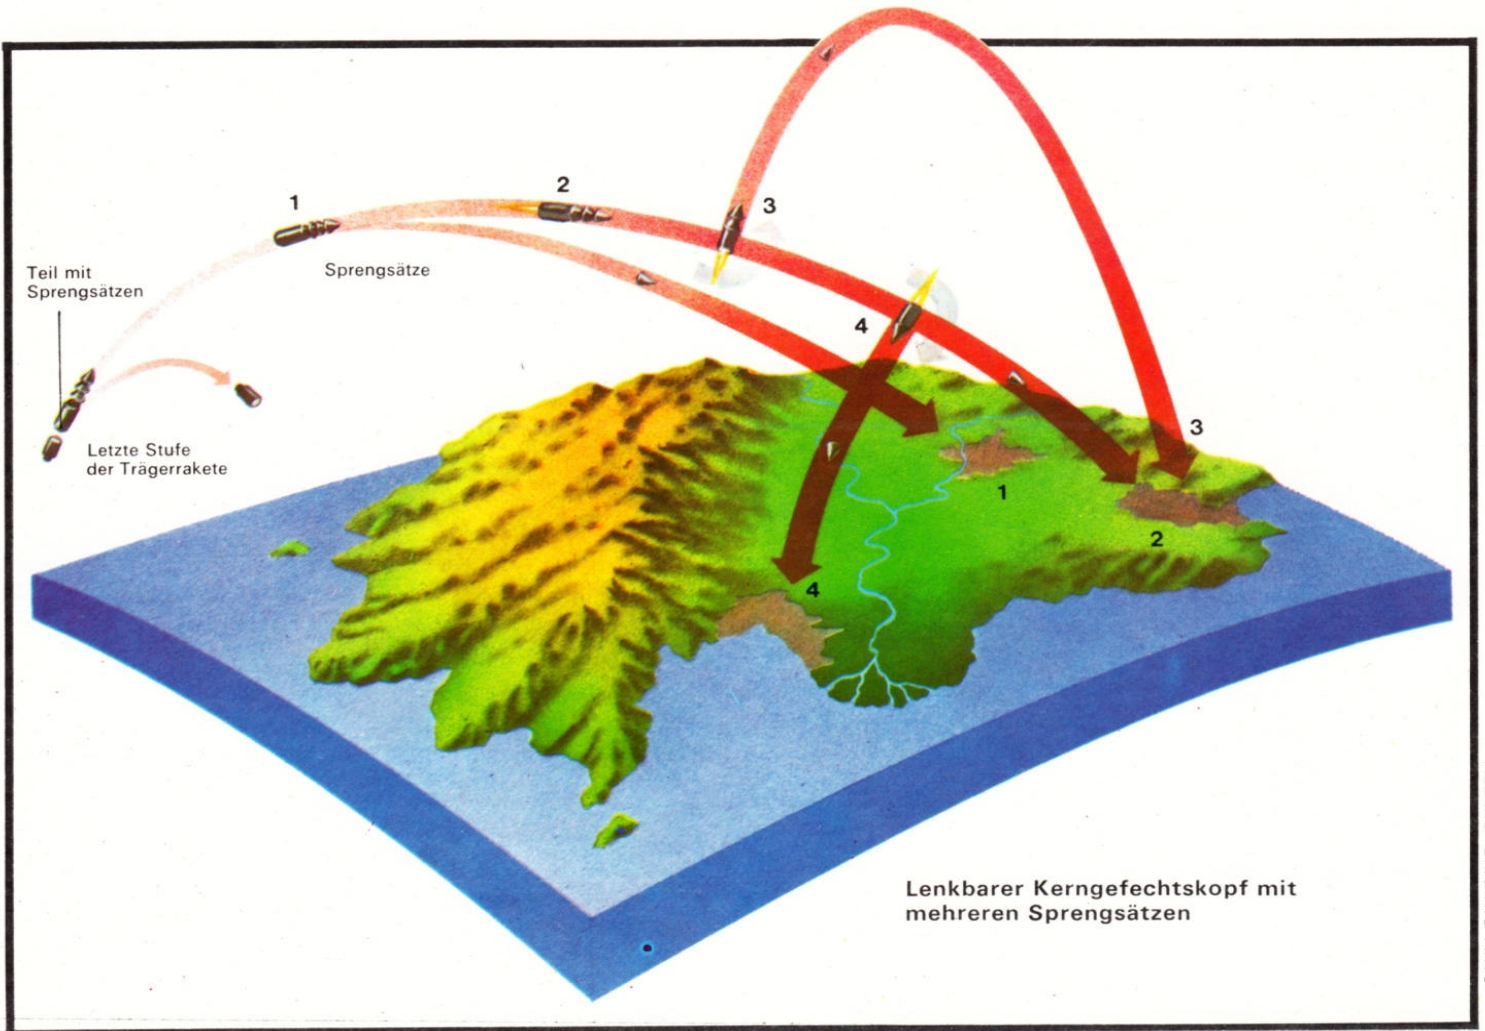 1
2
3
Teil mit
Sprengsätzen
Sprengsätze
4
Letzte Stufe
der Trägerrakete
3
1
2
4
Lenkbarer Kerngefechtskopf mit
mehreren Sprengsätzen